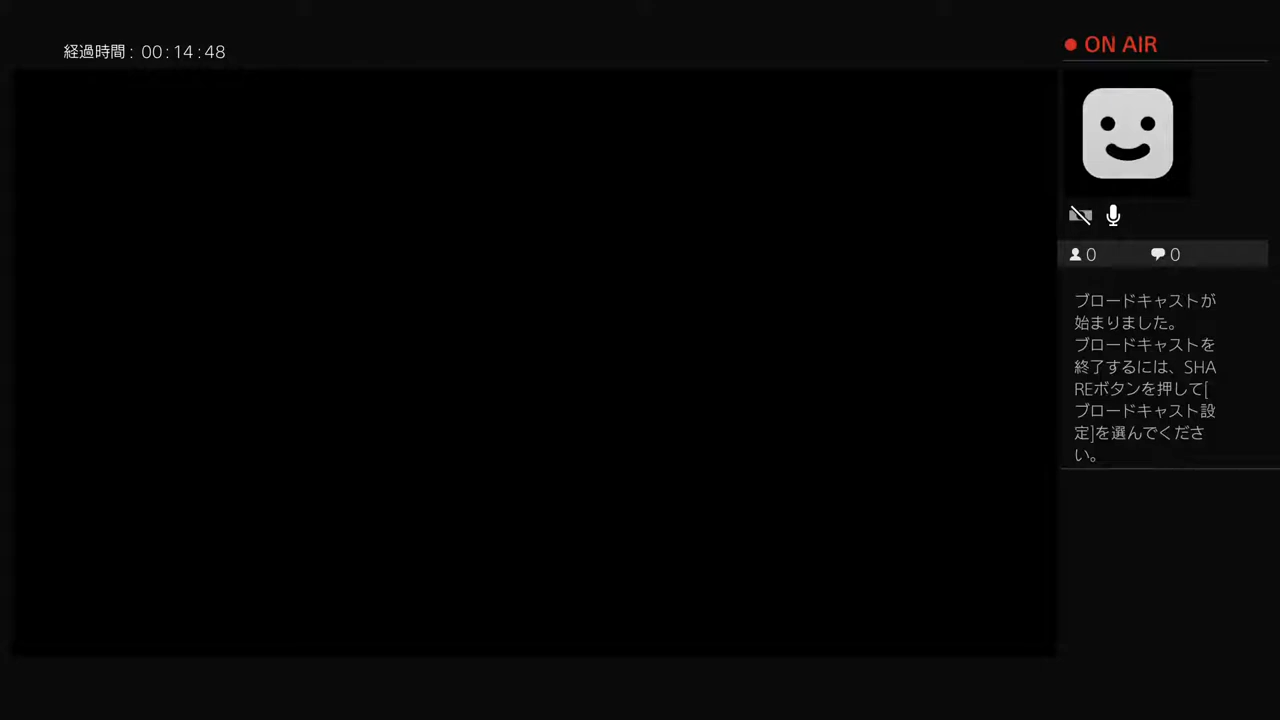 経過時間: 00:14:48
ON AIR
0
0
ブロードキャストが
始まりました。
ブロードキャストを
終了するには、SHA
REボタンを押して[
ブロードキャスト設
定]を選んでくださ
い。